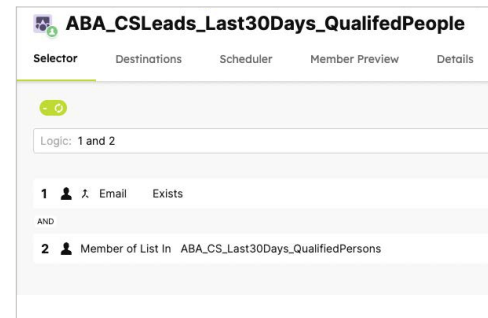 ABA_CSLeads_Last30Days_QualifedPeople
Selector Destinations Scheduler Member Preview Details
Logic: 1 and 2
1 Email Exists
AND
2 Member of List In ABA_CS_Last30Days_QualifiedPersons